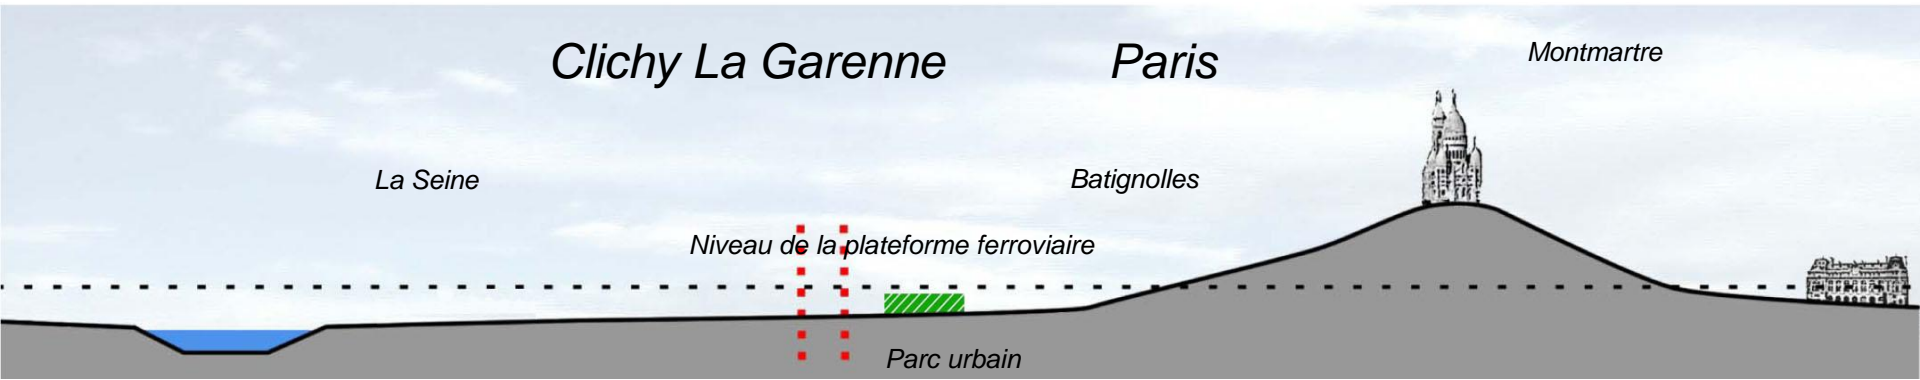 Clichy La Garenne
Paris
Montmartre
La Seine
Batignolles
Niveau de la plateforme ferroviaire
Parc urbain